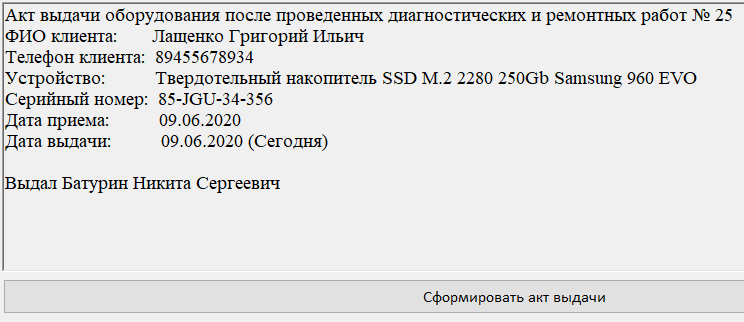 Акт выдачи оборудования после проведенных диагностических и ремонтных работ № 25
ФИО клиента: Лащенко Григорий Ильич
Телефон клиента: 89455678934
Устройство: Твердотельный накопитель SSD M.2 2280 250Gb Samsung 960 EVO
Серийный номер: 85-JGU-34-356
Дата приема: 09.06.2020
Дата выдачи: 09.06.2020 (Сегодня)
Выдал Батурин Никита Сергеевич
Сформировать акт выдачи